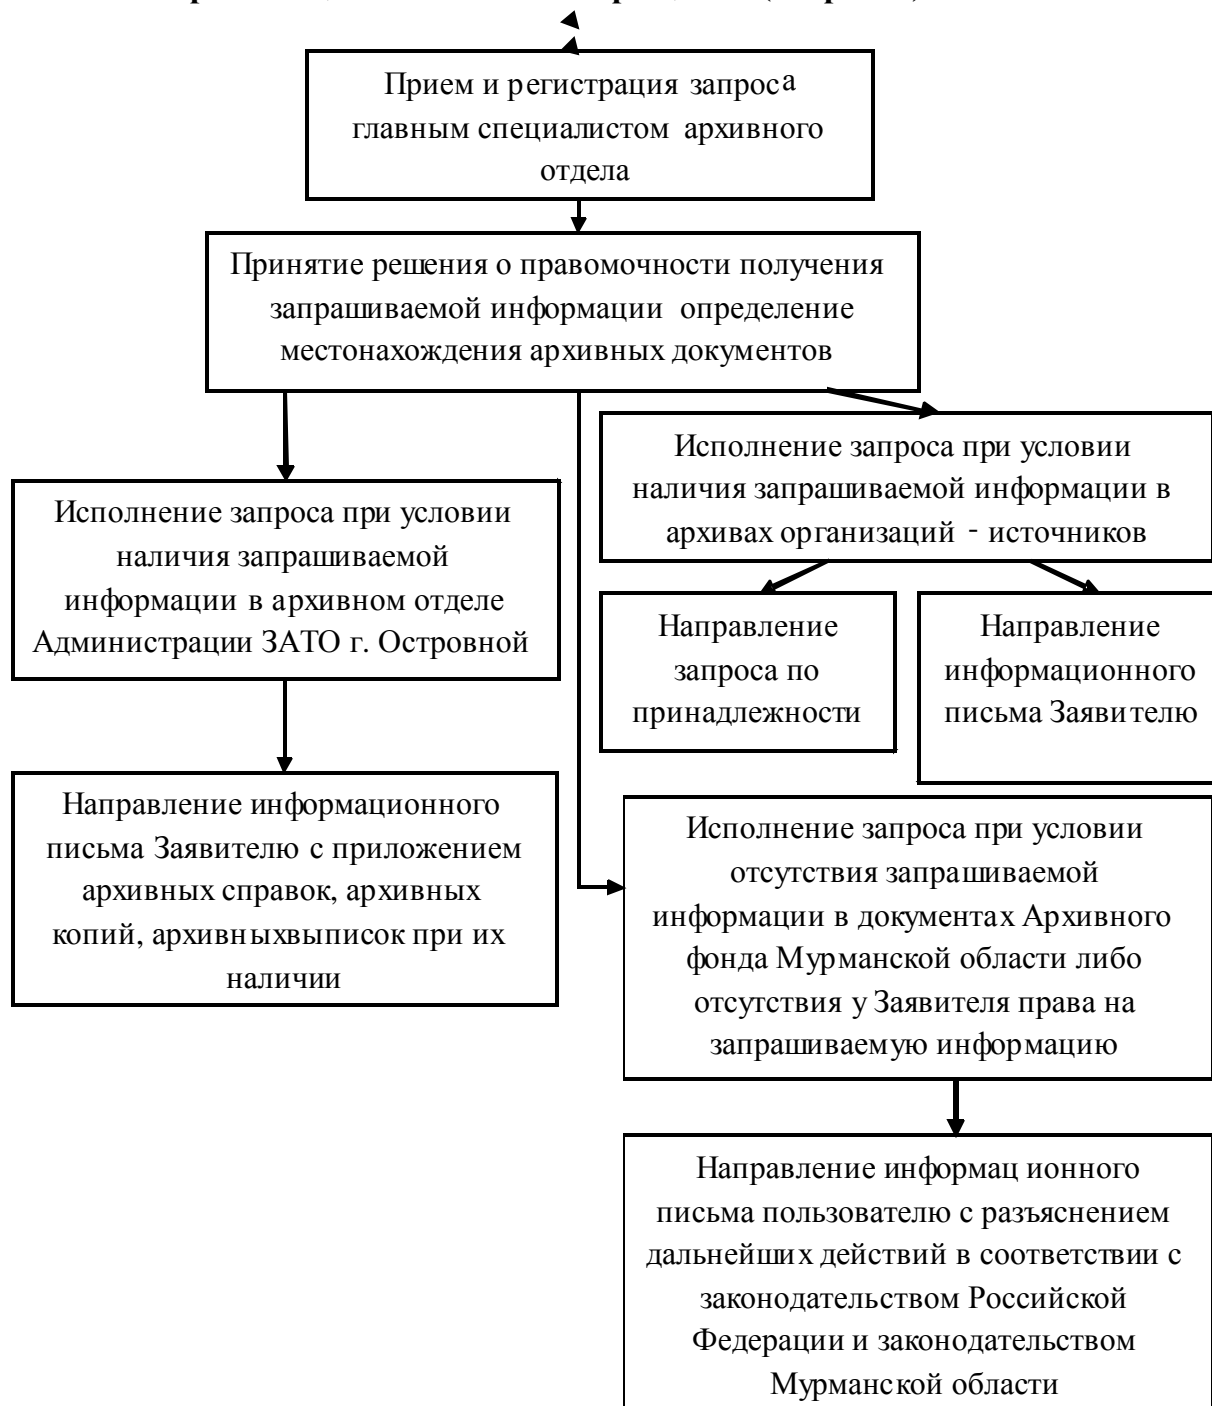 Прием и регистрация запроса
главным специалистом архивного
отдела
Принятие решения о правомочности получения
запрашиваемой информации определение
местонахождения архивных документов
Исполнение запроса при условии
наличия запрашиваемой информации в
архивах организаций - источников
Исполнение запроса при условии
наличия запрашиваемой
информации в архивном отделе
Администрации ЗАТО г. Островной
Направление
запроса по
принадлежности
Направление
информационного
письма Заявителю
Направление информационного
письма Заявителю с приложением
архивных справок, архивных
копий, архивныхвыписок при их
наличии
Исполнение запроса при условии
отсутствия запрашиваемой
информации в документах Архивного
фонда Мурманской области либо
отсутствия у Заявителя права на
запрашиваемую информацию
Направление информац ионного
письма пользователю с разъяснением
дальнейших действий в соответствии с
законодательством Российской
Федерации и законодательством
Мурманской области